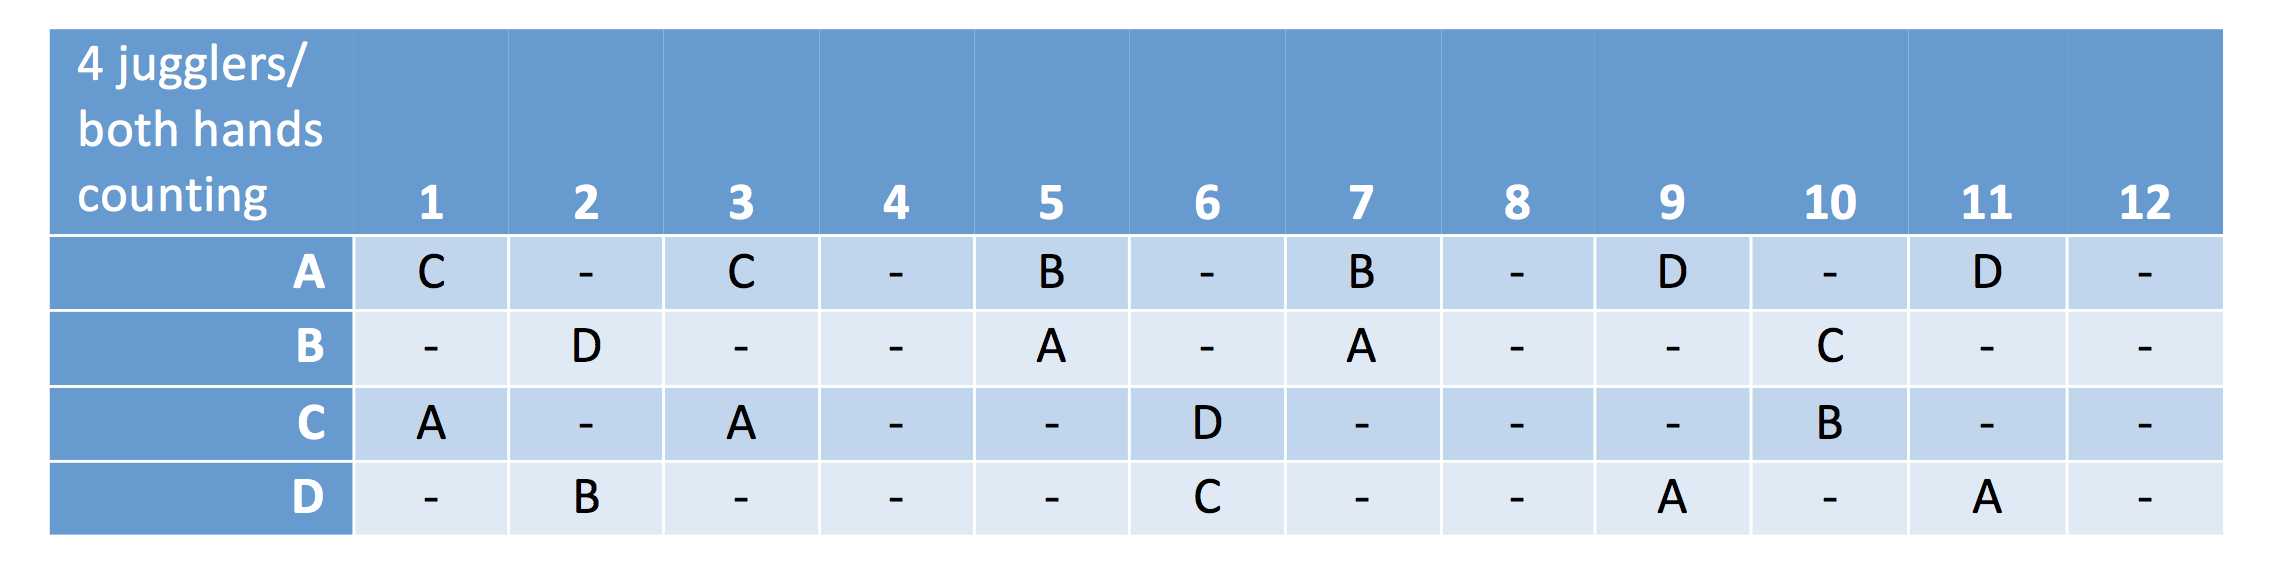 4 jugglers/
both hands
counting 1 2 3 4 5 6 7 8 9 10 11 12
A C - C - B - B - D - D -
B - D - - A - A - - C - -
C A - A - - D - - - B - -
D - B - - - C - - A - A -